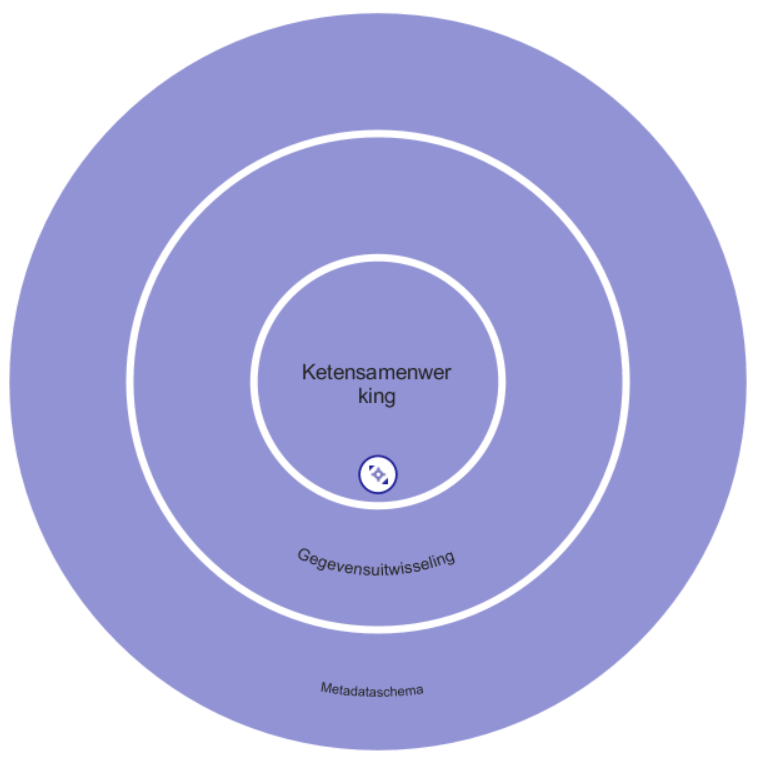 Ketensamenwer
king
Gegevensuitwisseling
Metadataschema